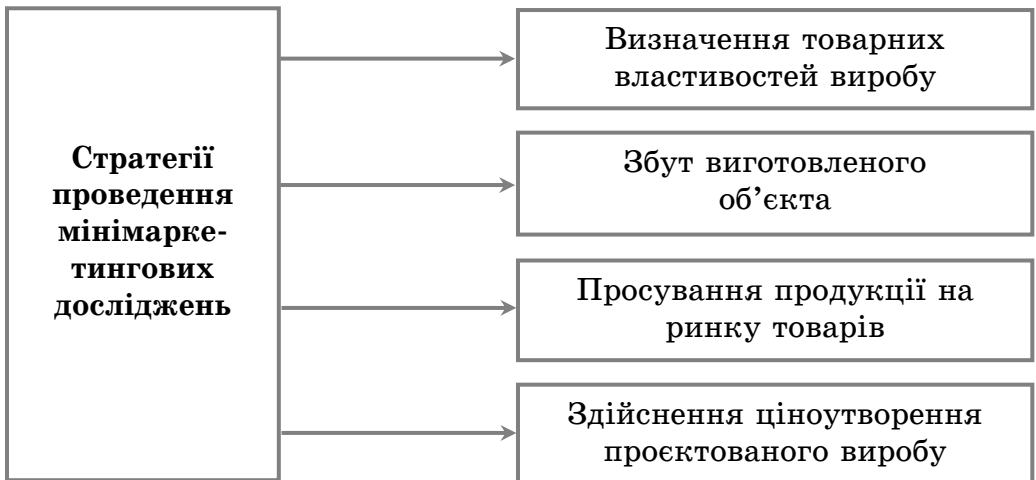 Стратегії
проведення
мінімарке-
тингових
досліджень
Визначення товарних
властивостей виробу
Збут виготовленого
об’єкта
Просування продукції на
ринку товарів
Здійснення ціноутворення
проєктованого виробу